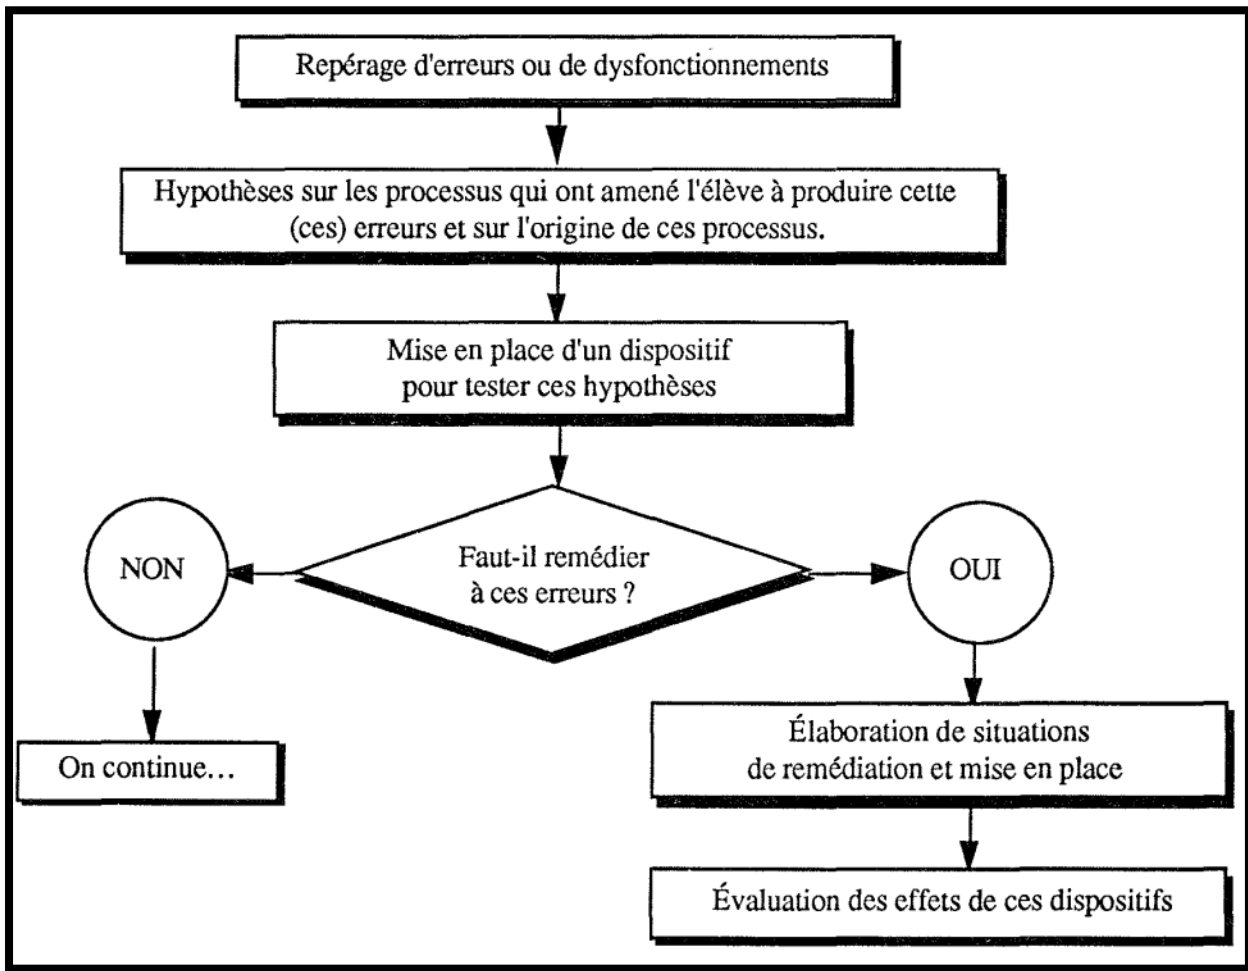 Repérage d'erreurs ou de dysfonctionnements
Hypothèses sur les processus qui ont amené l'élève à produire cette
(ces) erreurs et sur l'origine de ces processus.
Mise en place d'un dispositif
pour tester ces hypothèses
Faut-il remédier
à ces erreurs ?
NON
OUI
On continue...
Élaboration de situations
de remédiation et mise en place
Évaluation des effets de ces dispositifs